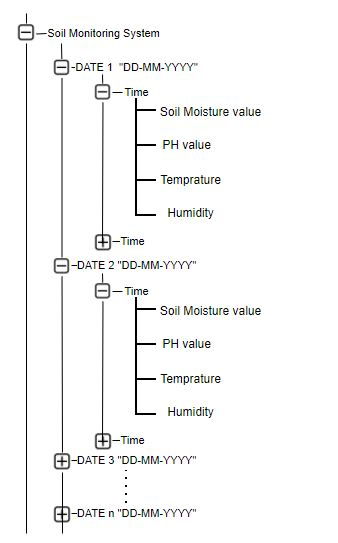 Soil Monitoring System
DATE 1 "DD-MM-YYYY"
Time
Soil Moisture value
PH value
Temprature
Humidity
Time
DATE 2 "DD-MM-YYYY"
Time
Soil Moisture value
PH value
Temprature
Humidity
Time
DATE 3 "DD-MM-YYYY"
DATE n "DD-MM-YYYY"